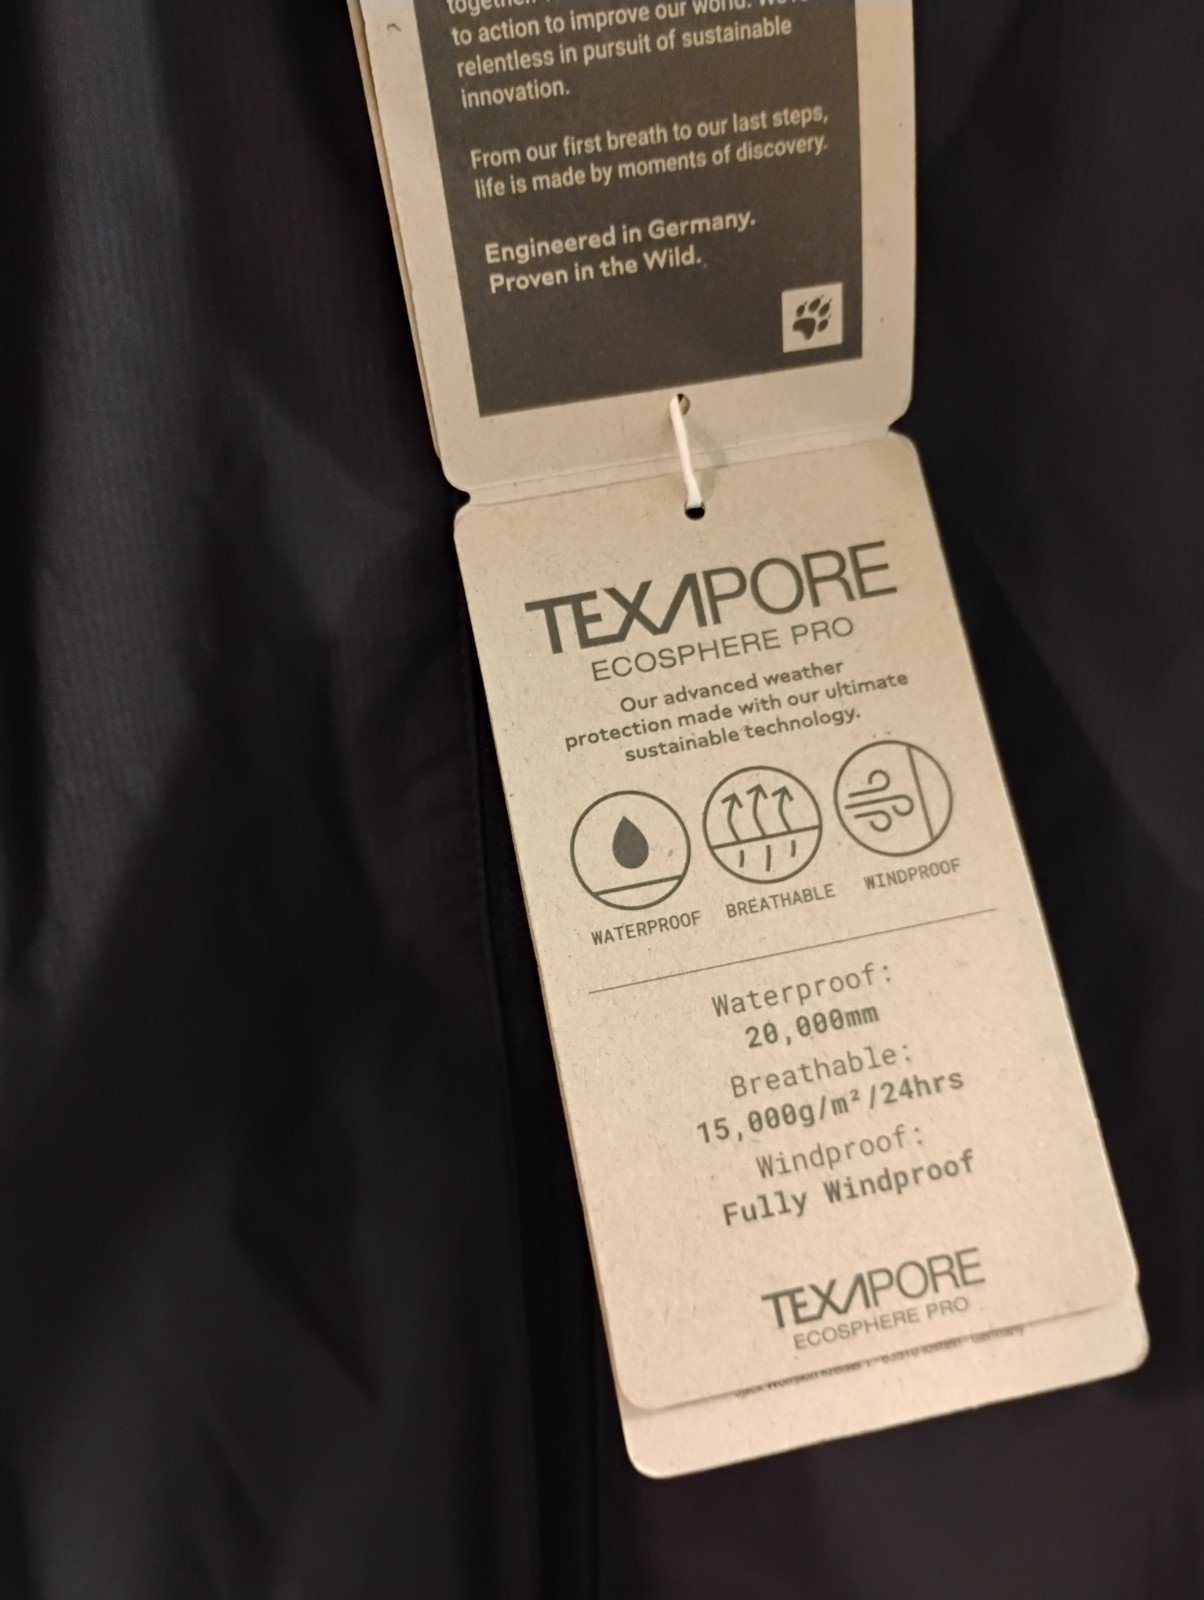 to action to improve our world.
relentless in pursuit of sustainable
innovation.
From our first breath to our last steps,
life is made by moments of discovery.
Engineered in Germany.
Proven in the Wild.
TEXAPORE
ECOSPHERE PRO
Our advanced weather
protection made with our ultimate
sustainable technology.
WATERPROOF BREATHABLE WINDPROOF
Waterproof:
20,000mm
Breathable:
15,000g/m²/24hrs
Windproof:
Fully Windproof
TEXAPORE
ECOSPHERE PRO